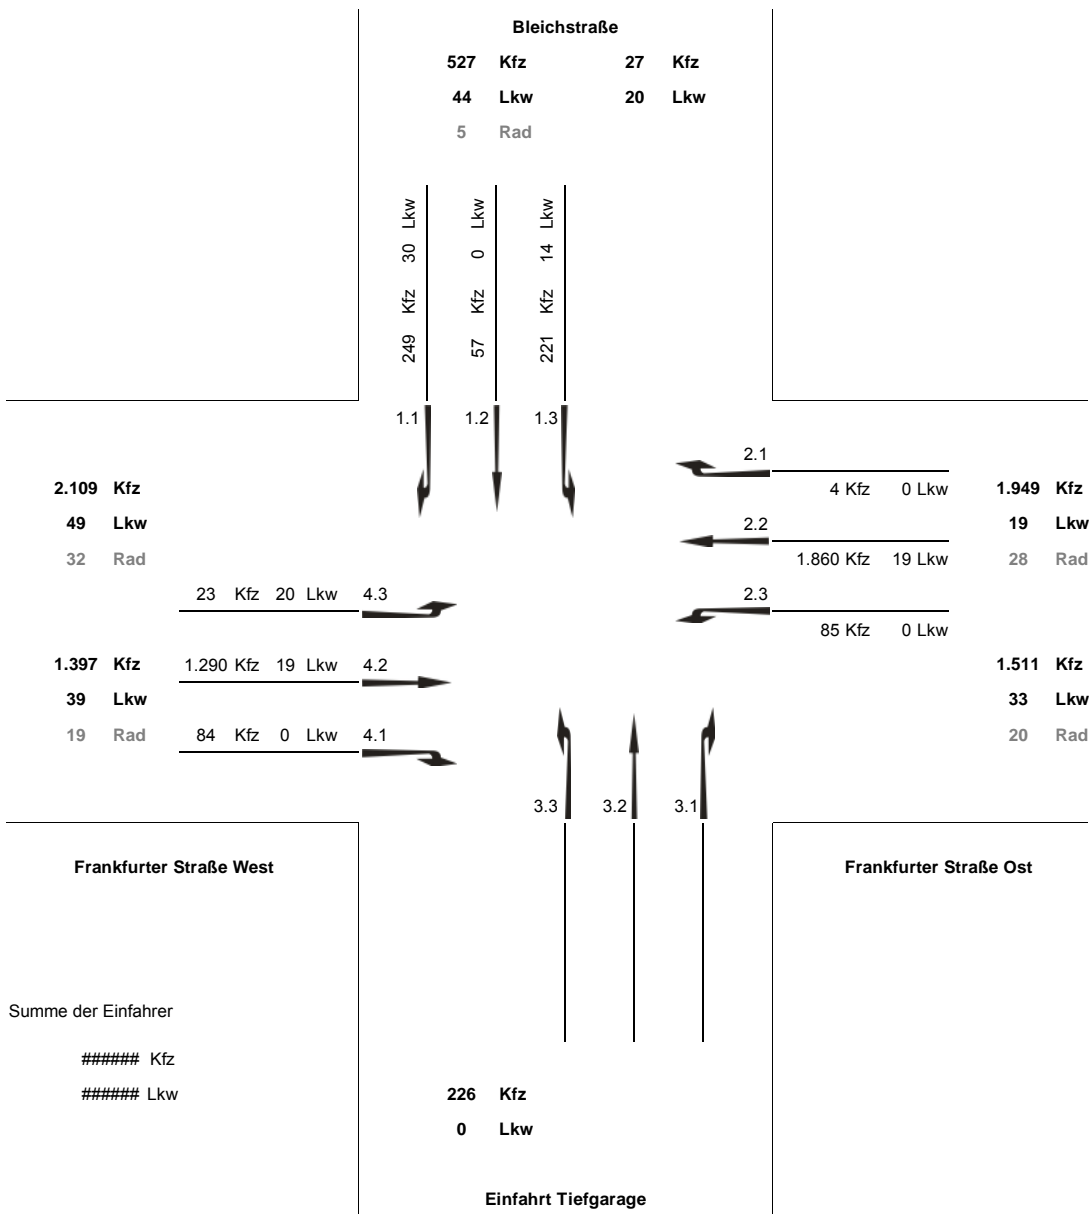 Bleichstraße
527 Kfz 27 Kfz
44 Lkw 20 Lkw
5 Rad
249 Kfz 30 Lkw
57 Kfz 0 Lkw
221 Kfz 14 Lkw
1.1 1.2 1.3
2.1
4 Kfz 0 Lkw
2.2
1.860 Kfz 19 Lkw
2.3
85 Kfz 0 Lkw
1.949 Kfz
19 Lkw
28 Rad
2.109 Kfz
49 Lkw
32 Rad
23 Kfz 20 Lkw 4.3
1.397 Kfz
39 Lkw
19 Rad
1.290 Kfz 19 Lkw 4.2
84 Kfz 0 Lkw 4.1
1.511 Kfz
33 Lkw
20 Rad
3.3 3.2 3.1
Frankfurter Straße West
Frankfurter Straße Ost
Summe der Einfahrer
###### Kfz
###### Lkw
226 Kfz
0 Lkw
Einfahrt Tiefgarage